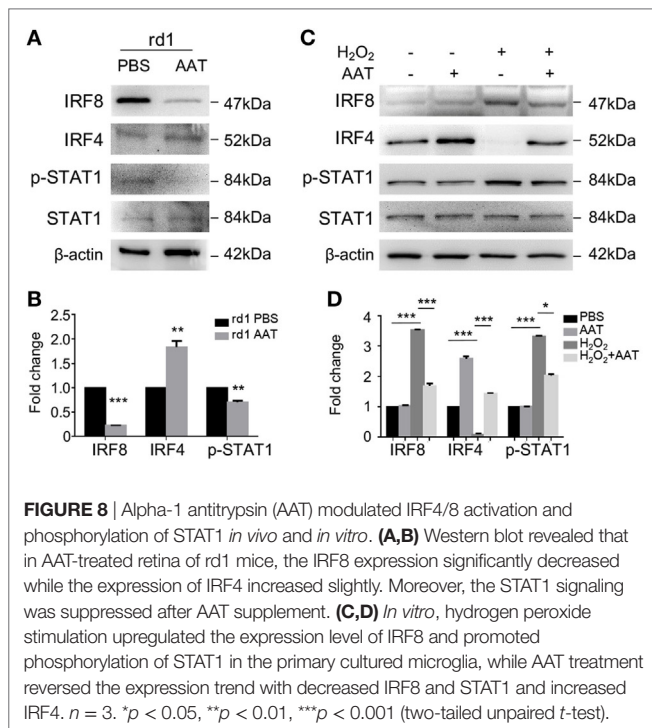 A
rd1
PBS AAT
IRF8 47kDa
IRF4 52kDa
p-STAT1 84kDa
STAT1 84kDa
β-actin 42kDa
B
rd1 PBS
rd1 AAT
Fold change
2.5
2.0
1.5
1.0
0.5
0
*** ** **
IRF8 IRF4 p-STAT1
C
H₂O₂ - - + +
AAT - + - +
IRF8 47kDa
IRF4 52kDa
p-STAT1 84kDa
STAT1 84kDa
β-actin 42kDa
D
PBS
AAT
H₂O₂
H₂O₂+AAT
Fold change
4
3
2
1
0
*** *** *** *** *** *
IRF8 IRF4 p-STAT1
FIGURE 8 | Alpha-1 antitrypsin (AAT) modulated IRF4/8 activation and
phosphorylation of STAT1 in vivo and in vitro. (A,B) Western blot revealed that
in AAT-treated retina of rd1 mice, the IRF8 expression significantly decreased
while the expression of IRF4 increased slightly. Moreover, the STAT1 signaling
was suppressed after AAT supplement. (C,D) In vitro, hydrogen peroxide
stimulation upregulated the expression level of IRF8 and promoted
phosphorylation of STAT1 in the primary cultured microglia, while AAT treatment
reversed the expression trend with decreased IRF8 and STAT1 and increased
IRF4. n = 3. *p < 0.05, **p < 0.01, ***p < 0.001 (two-tailed unpaired t-test).